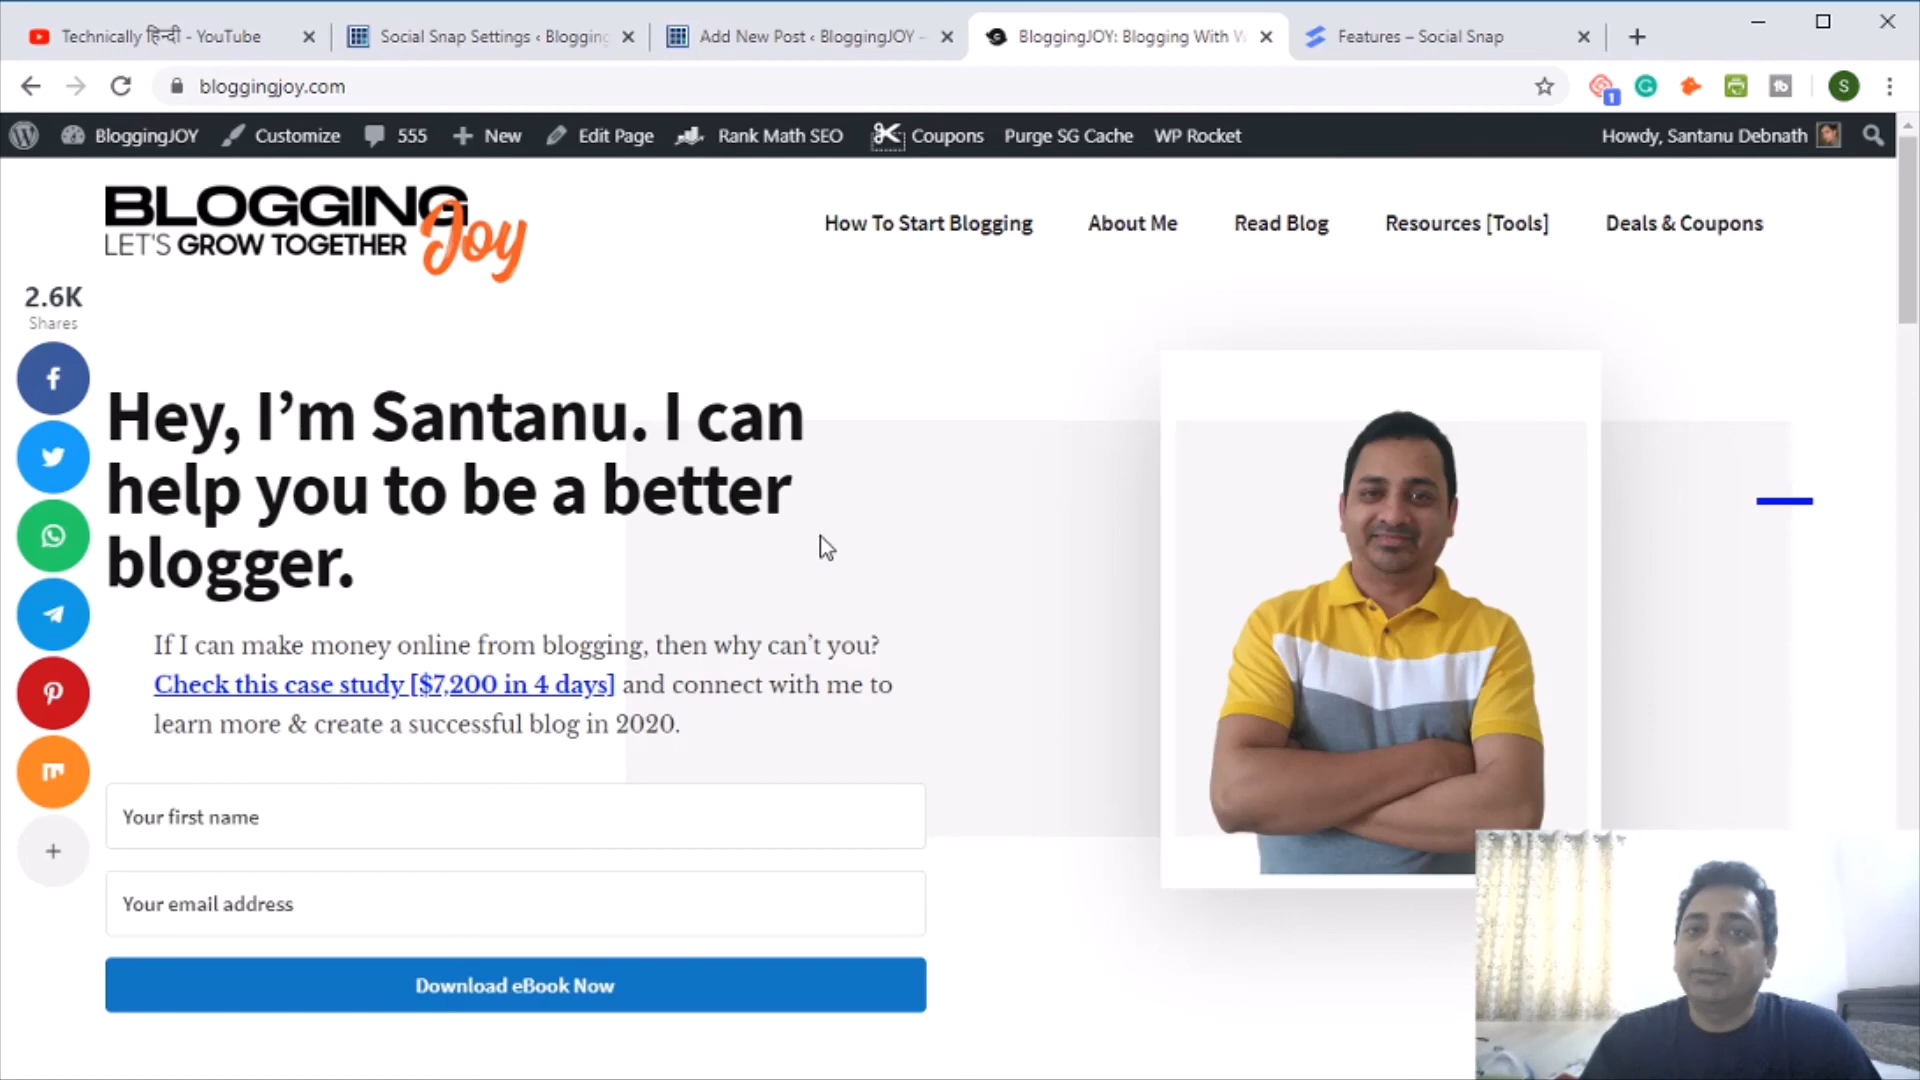 Technically हिन्दी - YouTube
Social Snap Settings ‹ Blogging
Add New Post ‹ BloggingJOY -
BloggingJOY: Blogging With W
Features – Social Snap
bloggingjoy.com
1
S
BloggingJOY
Customize
555
New
Edit Page
Rank Math SEO
Coupons
Purge SG Cache
WP Rocket
Howdy, Santanu Debnath
BLOGGING
LET'S GROW TOGETHER
Joy
How To Start Blogging
About Me
Read Blog
Resources [Tools]
Deals & Coupons
2.6K
Shares
Hey, I’m Santanu. I can
help you to be a better
blogger.
If I can make money online from blogging, then why can’t you?
Check this case study [$7,200 in 4 days] and connect with me to
learn more & create a successful blog in 2020.
Your first name
Your email address
Download eBook Now